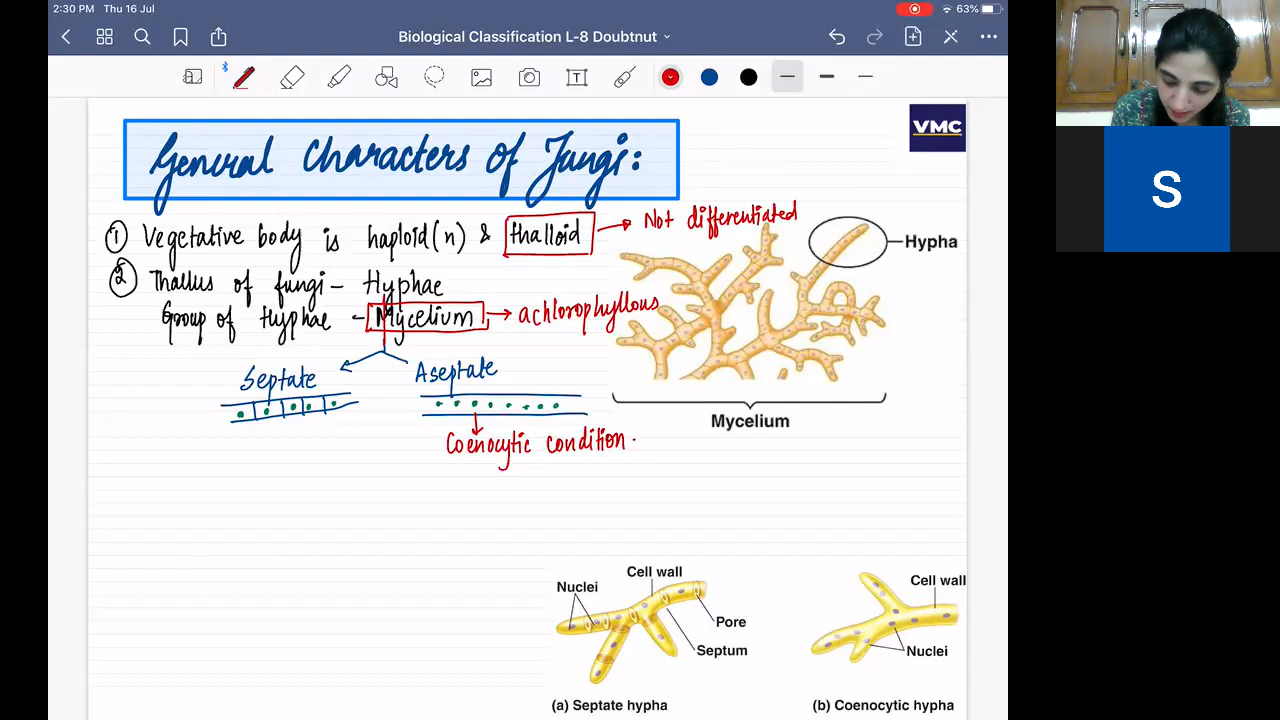 2:30 PM Thu 16 Jul
63%
Biological Classification L-8 Doubtnut
T
VMC
General Characters of Fungi:
① Vegetative body is haploid(n) & thalloid → Not differentiated
② Thallus of fungi - Hyphae
Group of Hyphae - Mycelium → achlorophyllous
Septate
Aseptate
Coenocytic condition.
Hypha
Mycelium
Nuclei
Cell wall
Pore
Septum
(a) Septate hypha
Cell wall
Nuclei
(b) Coenocytic hypha
S